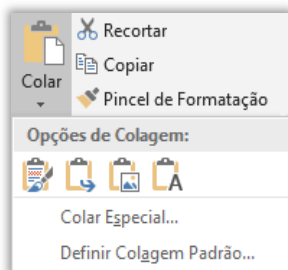 Recortar
Copiar
Colar
Pincel de Formatação
Opções de Colagem:
A
Colar Especial...
Definir Colagem Padrão...